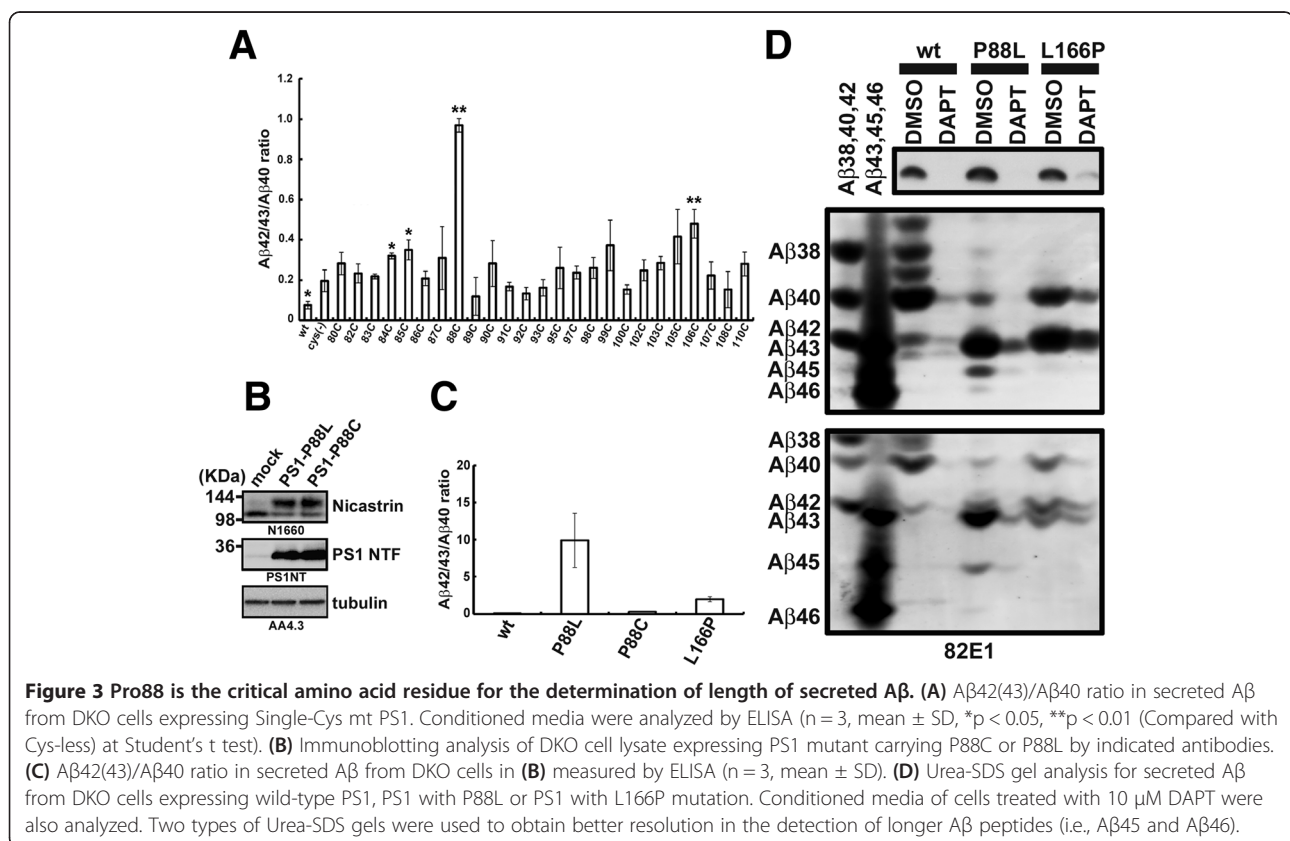 A
Aβ42/43/Aβ40 ratio
1.2
1.0
0.8
0.6
0.4
0.2
0
* * * ** **
wt cys(-) 80C 82C 83C 84C 85C 86C 87C 88C 89C 90C 91C 92C 93C 95C 97C 98C 99C 100C 102C 103C 105C 106C 107C 108C 110C
B
mock PS1-P88L PS1-P88C
(KDa)
144
98
Nicastrin
N1660
36
PS1 NTF
PS1NT
tubulin
AA4.3
C
Aβ42/43/Aβ40 ratio
20
15
10
5
0
wt P88L P88C L166P
D
wt P88L L166P
Aβ38,40,42 Aβ43,45,46 DMSO DAPT DMSO DAPT DMSO DAPT
Aβ38
Aβ40
Aβ42
Aβ43
Aβ45
Aβ46
Aβ38
Aβ40
Aβ42
Aβ43
Aβ45
Aβ46
82E1
Figure 3 Pro88 is the critical amino acid residue for the determination of length of secreted Aβ. (A) Aβ42(43)/Aβ40 ratio in secreted Aβ
from DKO cells expressing Single-Cys mt PS1. Conditioned media were analyzed by ELISA (n = 3, mean ± SD, *p < 0.05, **p < 0.01 (Compared with
Cys-less) at Student's t test). (B) Immunoblotting analysis of DKO cell lysate expressing PS1 mutant carrying P88C or P88L by indicated antibodies.
(C) Aβ42(43)/Aβ40 ratio in secreted Aβ from DKO cells in (B) measured by ELISA (n = 3, mean ± SD). (D) Urea-SDS gel analysis for secreted Aβ
from DKO cells expressing wild-type PS1, PS1 with P88L or PS1 with L166P mutation. Conditioned media of cells treated with 10 μM DAPT were
also analyzed. Two types of Urea-SDS gels were used to obtain better resolution in the detection of longer Aβ peptides (i.e., Aβ45 and Aβ46).